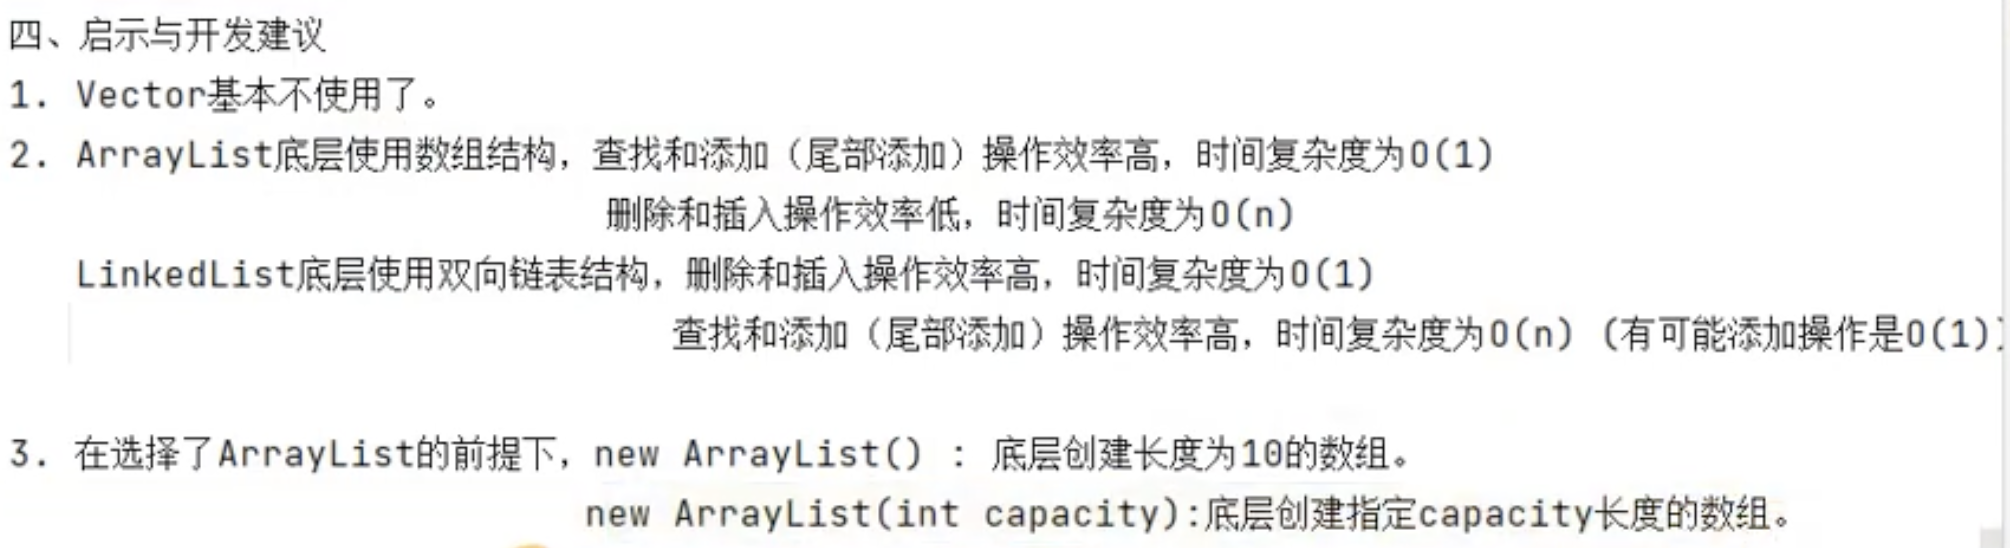 四、启示与开发建议
1. Vector基本不使用了。
2. ArrayList底层使用数组结构，查找和添加（尾部添加）操作效率高，时间复杂度为O(1)
删除和插入操作效率低，时间复杂度为O(n)
LinkedList底层使用双向链表结构，删除和插入操作效率高，时间复杂度为O(1)
查找和添加（尾部添加）操作效率高，时间复杂度为O(n) (有可能添加操作是O(1))
3. 在选择了ArrayList的前提下，new ArrayList() : 底层创建长度为10的数组。
new ArrayList(int capacity):底层创建指定capacity长度的数组。